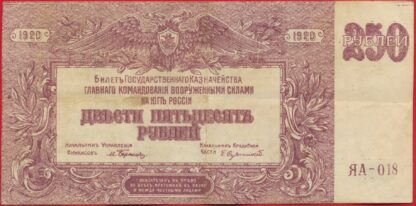 1920
1920
250
РУБЛЕЙ
БИЛЕТЪ ГОСУДАРСТВЕННАГО КАЗНАЧЕЙСТВА
ГЛАВНАГО КОМАНДОВАНІЯ ВООРУЖЕННЫМИ СИЛАМИ
НА ЮГѢ РОССІИ
ДВѢСТИ ПЯТЬДЕСЯТЪ
РУБЛЕЙ
НАЧАЛЬНИКЪ УПРАВЛЕНІЯ
ФИНАНСОВЪ
НАЧАЛЬНИКЪ КРЕДИТНОЙ
ЧАСТИ
ЯА-018